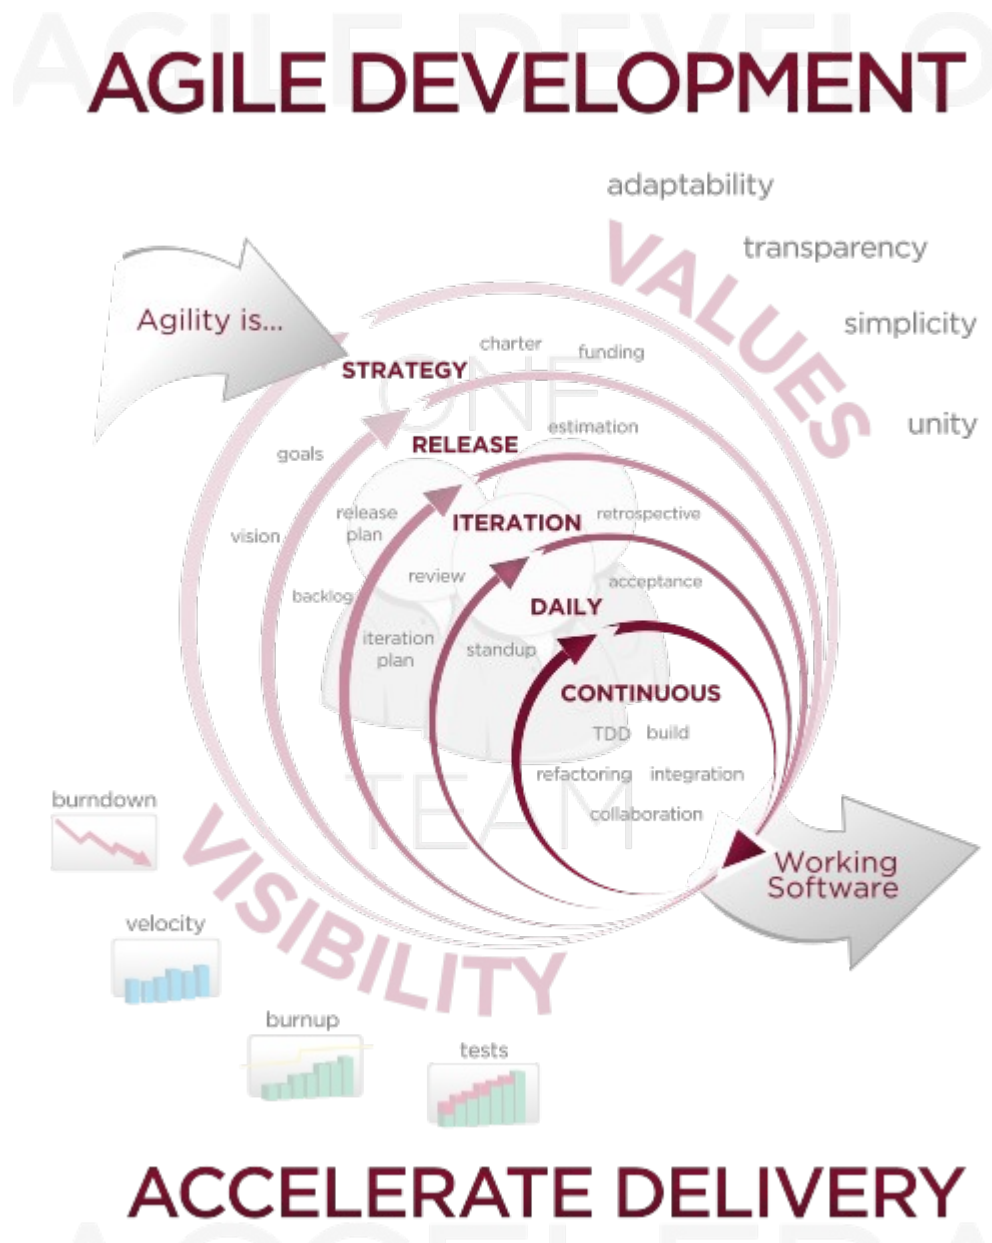 AGILE DEVELOPMENT
adaptability
transparency
simplicity
unity
VALUES
Agility is...
ONE
STRATEGY
charter
funding
goals
vision
RELEASE
estimation
release
plan
backlog
ITERATION
retrospective
review
iteration
plan
DAILY
acceptance
standup
CONTINUOUS
TDD build
refactoring integration
collaboration
TEAM
Working
Software
VISIBILITY
burndown
velocity
burnup
tests
ACCELERATE DELIVERY